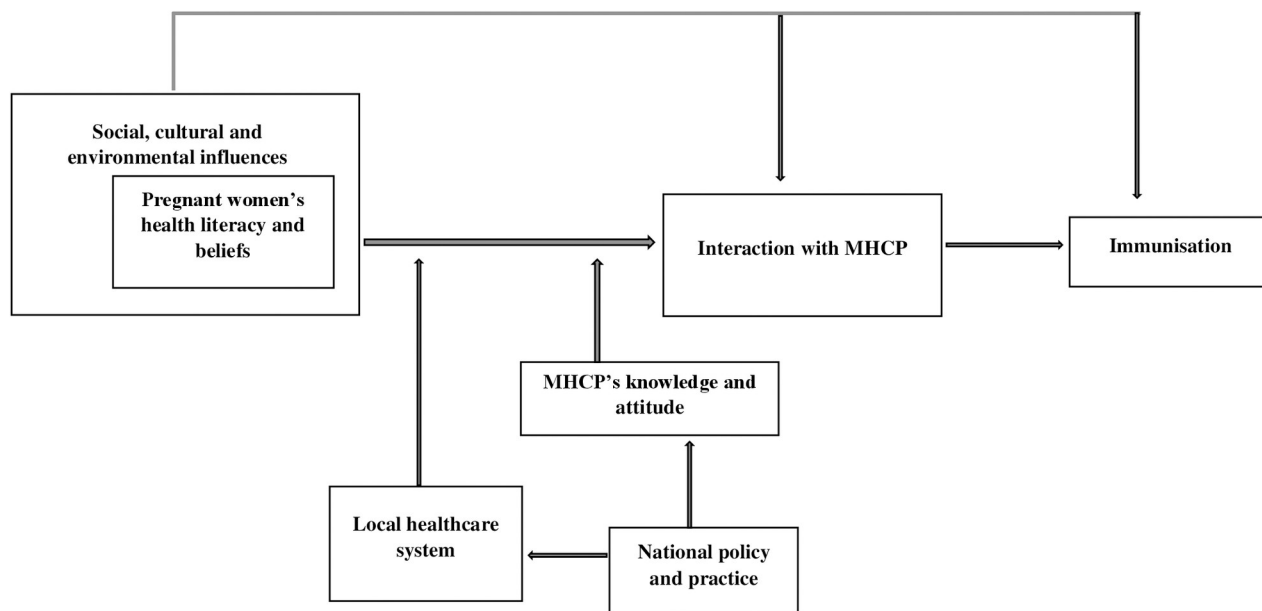 Social, cultural and
environmental influences
Pregnant women’s
health literacy and
beliefs
Interaction with MHCP
Immunisation
MHCP’s knowledge and
attitude
Local healthcare
system
National policy
and practice